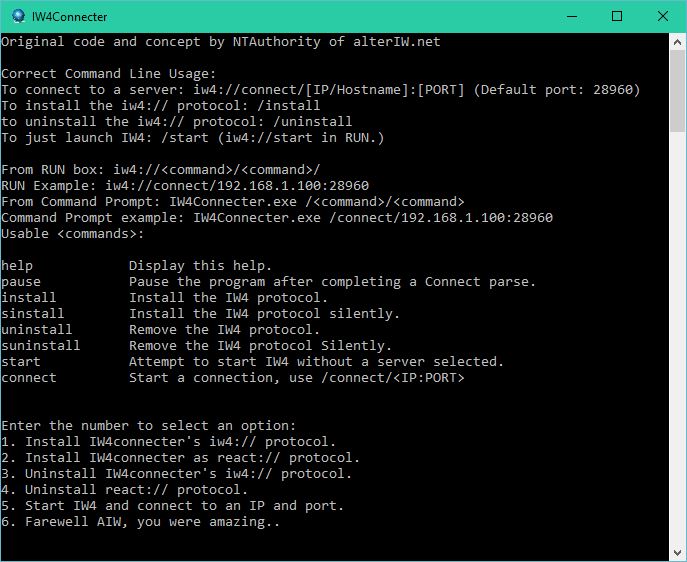 IW4Connecter
Original code and concept by NTAuthority of alterIW.net
Correct Command Line Usage:
To connect to a server: iw4://connect/[IP/Hostname]:[PORT] (Default port: 28960)
To install the iw4:// protocol: /install
to uninstall the iw4:// protocol: /uninstall
To just launch IW4: /start (iw4://start in RUN.)
From RUN box: iw4://<command>/<command>/
RUN Example: iw4://connect/192.168.1.100:28960
From Command Prompt: IW4Connecter.exe /<command>/<command>
Command Prompt example: IW4Connecter.exe /connect/192.168.1.100:28960
Usable <commands>:
help Display this help.
pause Pause the program after completing a Connect parse.
install Install the IW4 protocol.
sinstall Install the IW4 protocol silently.
uninstall Remove the IW4 protocol.
suninstall Remove the IW4 protocol Silently.
start Attempt to start IW4 without a server selected.
connect Start a connection, use /connect/<IP:PORT>
Enter the number to select an option:
1. Install IW4connecter's iw4:// protocol.
2. Install IW4connecter as react:// protocol.
3. Uninstall IW4connecter's iw4:// protocol.
4. Uninstall react:// protocol.
5. Start IW4 and connect to an IP and port.
6. Farewell AIW, you were amazing..